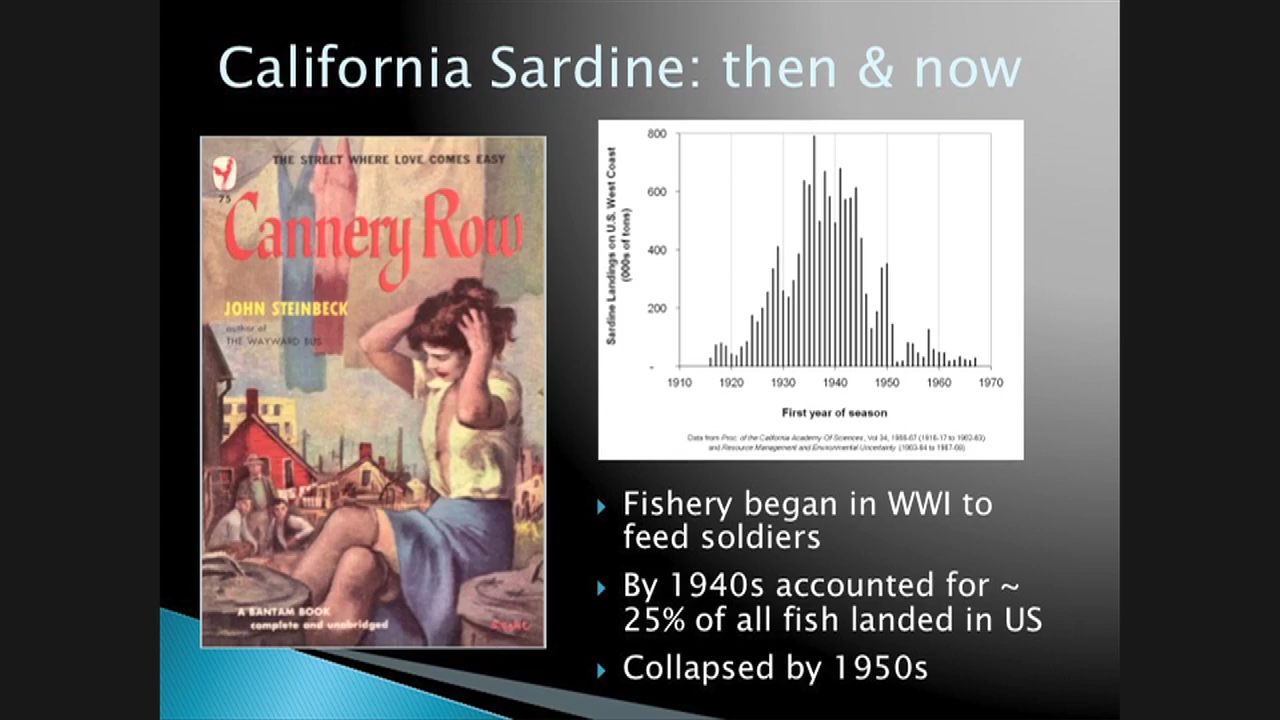 California Sardine: then & now
THE STREET WHERE LOVE COMES EASY
75
Cannery Row
JOHN STEINBECK
author of
THE WAYWARD BUS
A BANTAM BOOK
complete and unabridged
Sardine Landings on U.S. West Coast
(000s of tons)
800
600
400
200
-
1910 1920 1930 1940 1950 1960 1970
First year of season
Data from Proc. of the California Academy Of Sciences, Vol 34, (1916-17 to 1962-63)
and Resource Management and Environmental Uncertainty (1963-64 to 1967-68)
Fishery began in WWI to
feed soldiers
By 1940s accounted for ~
25% of all fish landed in US
Collapsed by 1950s